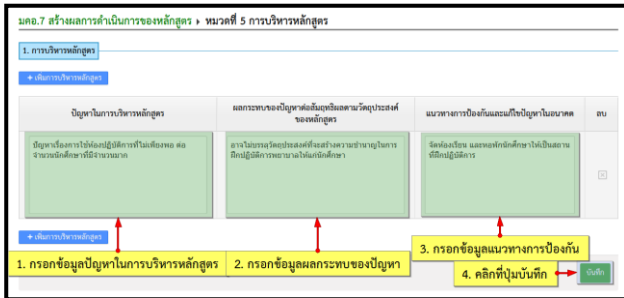 มคอ.7 สร้างผลการดำเนินการของหลักสูตร ▸ หมวดที่ 5 การบริหารหลักสูตร
1. การบริหารหลักสูตร
+ เพิ่มการบริหารหลักสูตร
ปัญหาในการบริหารหลักสูตร
ผลกระทบของปัญหาต่อสัมฤทธิผลตามวัตถุประสงค์
ของหลักสูตร
แนวทางการป้องกันและแก้ไขปัญหาในอนาคต
ลบ
ปัญหาเรื่องการใช้ห้องปฏิบัติการที่ไม่เพียงพอ ต่อ
จำนวนนักศึกษาที่มีจำนวนมาก
อาจไม่บรรลุวัตถุประสงค์ที่จะสร้างความชำนาญในการ
ฝึกปฏิบัติการพยาบาลให้แก่นักศึกษา
จัดห้องเรียน และหอพักนักศึกษาให้เป็นสถาน
ที่ฝึกปฏิบัติการ
+ เพิ่มการบริหารหลักสูตร
1. กรอกข้อมูลปัญหาในการบริหารหลักสูตร
2. กรอกข้อมูลผลกระทบของปัญหา
3. กรอกข้อมูลแนวทางการป้องกัน
4. คลิกที่ปุ่มบันทึก
บันทึก